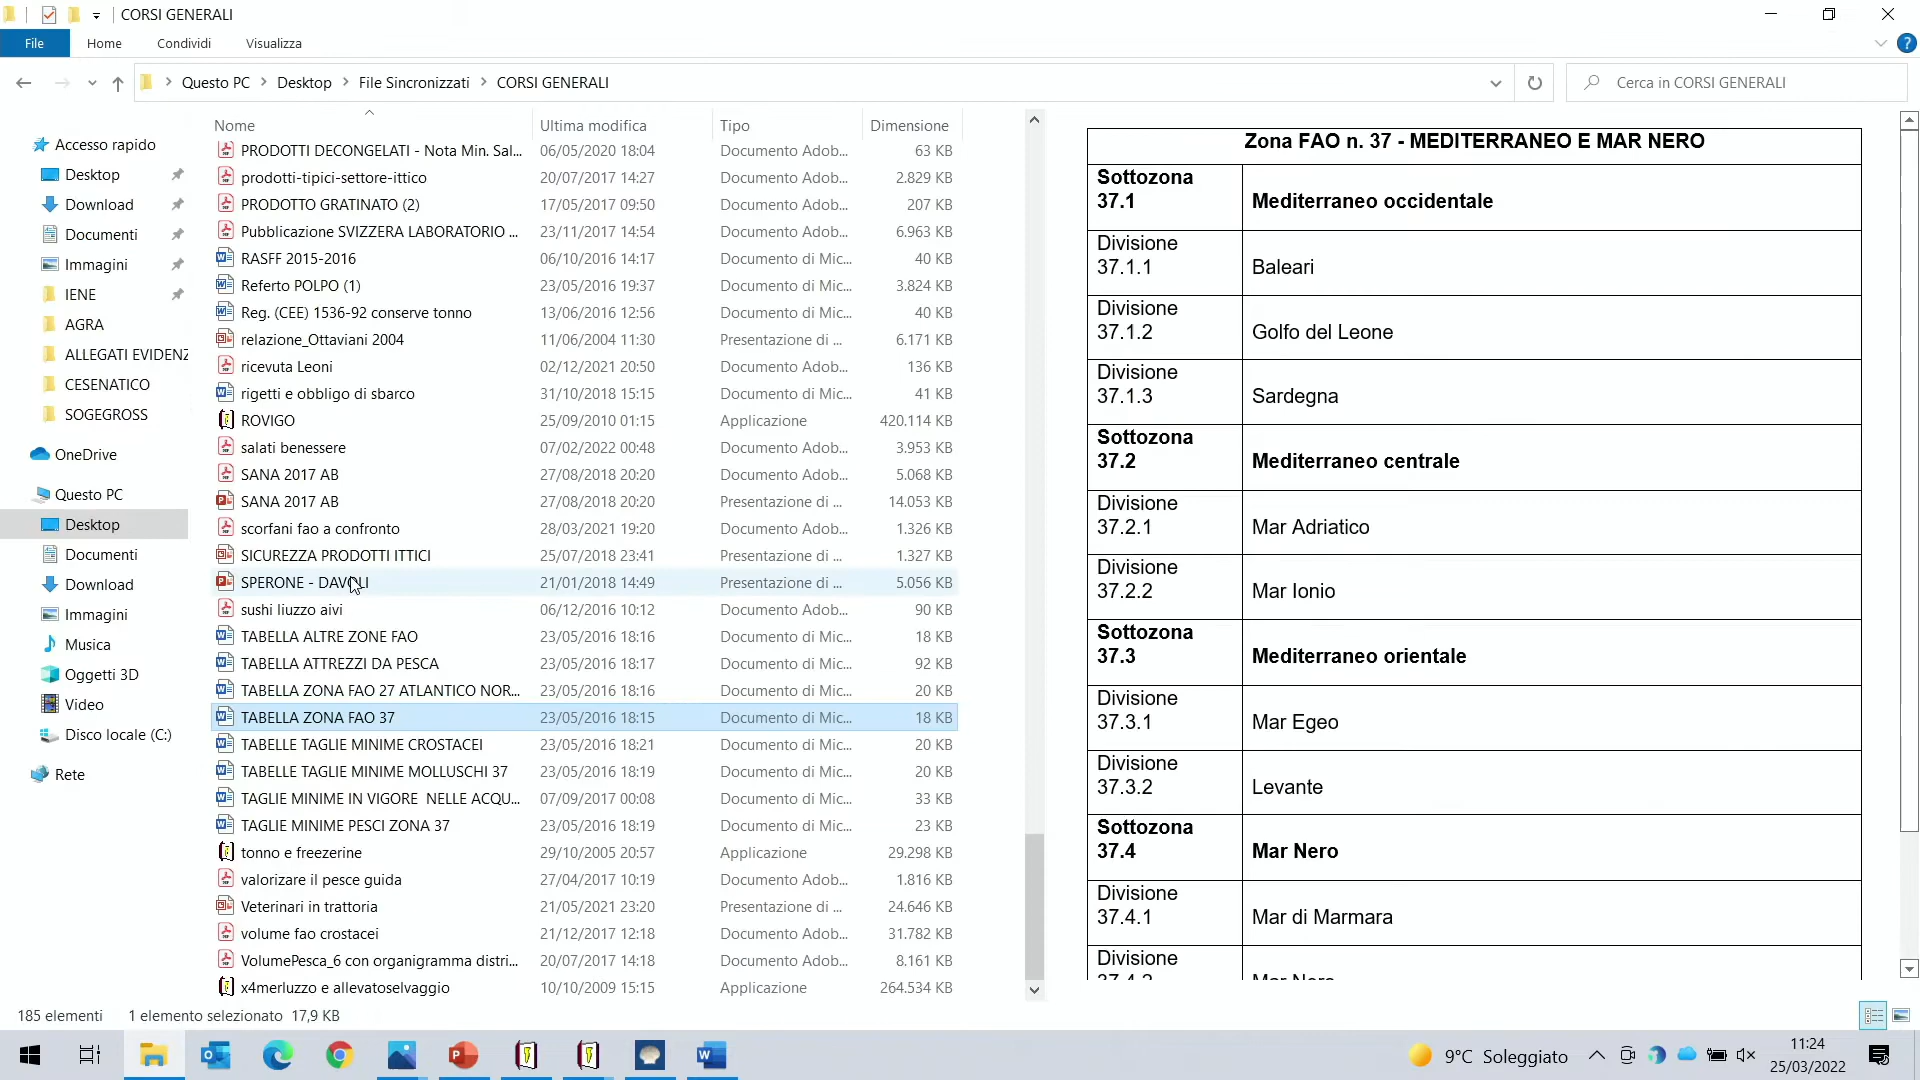 CORSI GENERALI
File Home Condividi Visualizza
Questo PC Desktop File Sincronizzati CORSI GENERALI
Cerca in CORSI GENERALI
Accesso rapido
Desktop
Download
Documenti
Immagini
IENE
AGRA
ALLEGATI EVIDENZ
CESENATICO
SOGEGROSS
OneDrive
Questo PC
Desktop
Documenti
Download
Immagini
Musica
Oggetti 3D
Video
Disco locale (C:)
Rete
Nome Ultima modifica Tipo Dimensione
PRODOTTI DECONGELATI - Nota Min. Sal... 06/05/2020 18:04 Documento Adob... 63 KB
prodotti-tipici-settore-ittico 20/07/2017 14:27 Documento Adob... 2.829 KB
PRODOTTO GRATINATO (2) 17/05/2017 09:50 Documento Adob... 207 KB
Pubblicazione SVIZZERA LABORATORIO ... 23/11/2017 14:54 Documento Adob... 6.963 KB
RASFF 2015-2016 06/10/2016 14:17 Documento di Mic... 40 KB
Referto POLPO (1) 23/05/2016 19:37 Documento di Mic... 3.824 KB
Reg. (CEE) 1536-92 conserve tonno 13/06/2016 12:56 Documento di Mic... 40 KB
relazione_Ottaviani 2004 11/06/2004 11:30 Presentazione di ... 6.171 KB
ricevuta Leoni 02/12/2021 20:50 Documento Adob... 136 KB
rigetti e obbligo di sbarco 31/10/2018 15:15 Documento di Mic... 41 KB
ROVIGO 25/09/2010 01:15 Applicazione 420.114 KB
salati benessere 07/02/2022 00:48 Documento Adob... 3.953 KB
SANA 2017 AB 27/08/2018 20:20 Documento Adob... 5.068 KB
SANA 2017 AB 27/08/2018 20:20 Presentazione di ... 14.053 KB
scorfani fao a confronto 28/03/2021 19:20 Documento Adob... 1.326 KB
SICUREZZA PRODOTTI ITTICI 25/07/2018 23:41 Presentazione di ... 1.327 KB
SPERONE - DAVOLI 21/01/2018 14:49 Presentazione di ... 5.056 KB
sushi liuzzo aivi 06/12/2016 10:12 Documento Adob... 90 KB
TABELLA ALTRE ZONE FAO 23/05/2016 18:16 Documento di Mic... 18 KB
TABELLA ATTREZZI DA PESCA 23/05/2016 18:17 Documento di Mic... 92 KB
TABELLA ZONA FAO 27 ATLANTICO NOR... 23/05/2016 18:16 Documento di Mic... 20 KB
TABELLA ZONA FAO 37 23/05/2016 18:15 Documento di Mic... 18 KB
TABELLE TAGLIE MINIME CROSTACEI 23/05/2016 18:21 Documento di Mic... 20 KB
TABELLE TAGLIE MINIME MOLLUSCHI 37 23/05/2016 18:19 Documento di Mic... 20 KB
TAGLIE MINIME IN VIGORE NELLE ACQU... 07/09/2017 00:08 Documento di Mic... 33 KB
TAGLIE MINIME PESCI ZONA 37 23/05/2016 18:19 Documento di Mic... 23 KB
tonno e freezerine 29/10/2005 20:57 Applicazione 29.298 KB
valorizare il pesce guida 27/04/2017 10:19 Documento Adob... 1.816 KB
Veterinari in trattoria 21/05/2021 23:20 Presentazione di ... 24.646 KB
volume fao crostacei 21/12/2017 12:18 Documento Adob... 31.782 KB
VolumePesca_6 con organigramma distri... 20/07/2017 14:18 Documento Adob... 8.161 KB
x4merluzzo e allevatoselvaggio 10/10/2009 15:15 Applicazione 264.534 KB
Zona FAO n. 37 - MEDITERRANEO E MAR NERO
Sottozona
37.1 Mediterraneo occidentale
Divisione
37.1.1 Baleari
Divisione
37.1.2 Golfo del Leone
Divisione
37.1.3 Sardegna
Sottozona
37.2 Mediterraneo centrale
Divisione
37.2.1 Mar Adriatico
Divisione
37.2.2 Mar Ionio
Sottozona
37.3 Mediterraneo orientale
Divisione
37.3.1 Mar Egeo
Divisione
37.3.2 Levante
Sottozona
37.4 Mar Nero
Divisione
37.4.1 Mar di Marmara
Divisione
37.4.2 Mar Nero
185 elementi 1 elemento selezionato 17,9 KB
9°C Soleggiato
11:24
25/03/2022